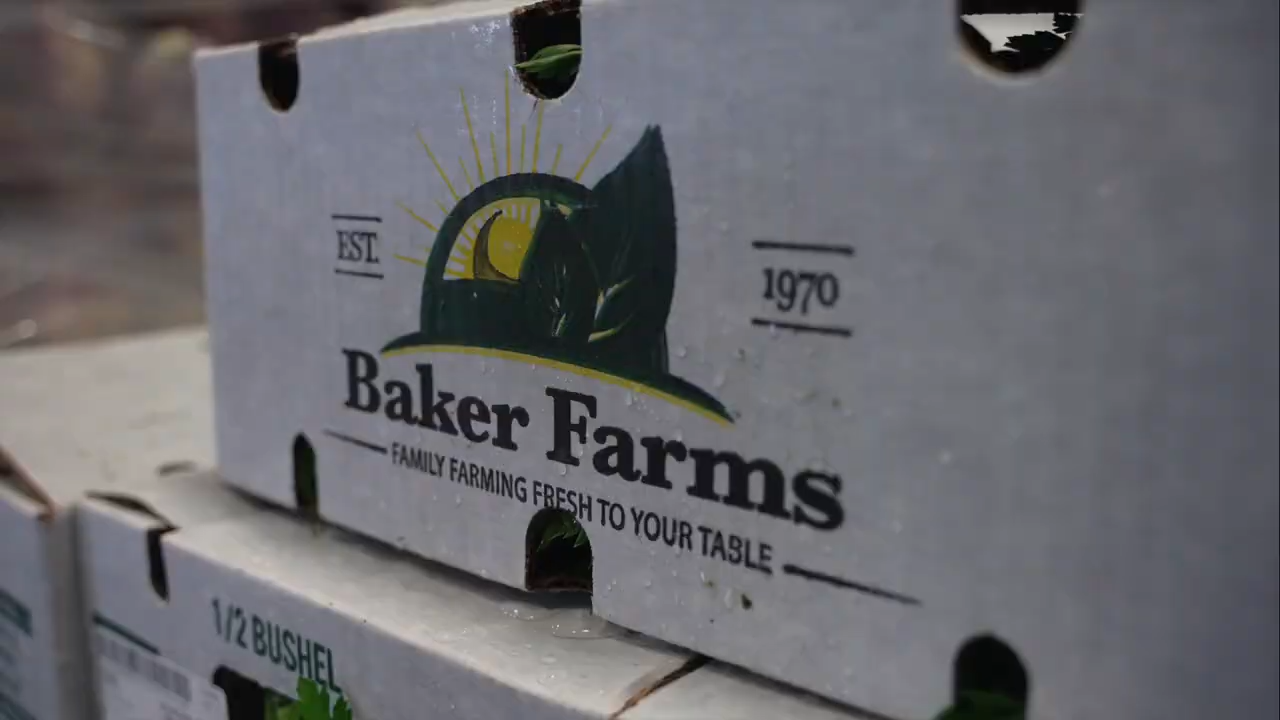 EST.
1970
Baker Farms
FAMILY FARMING FRESH TO YOUR TABLE
1/2 BUSHEL